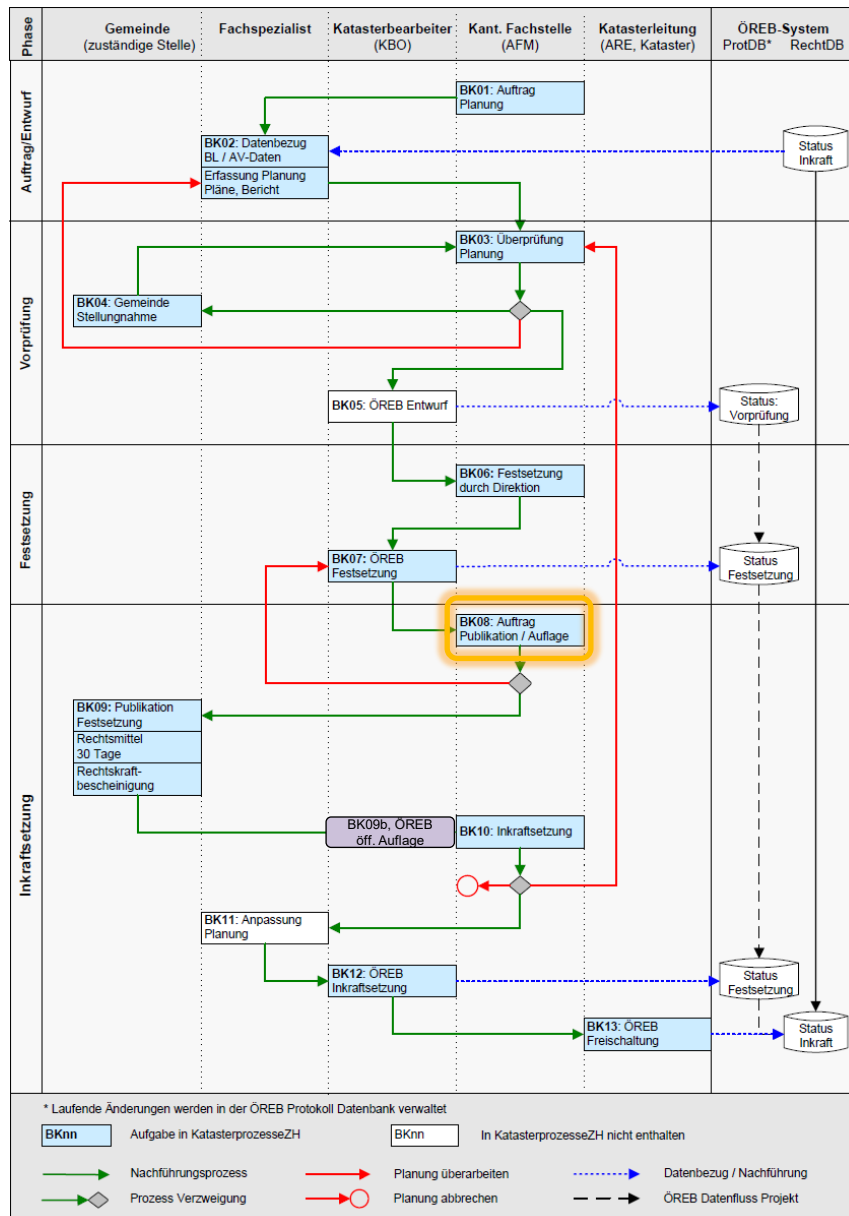 Phase
Gemeinde
(zuständige Stelle)
Fachspezialist
Katasterbearbeiter
(KBO)
Kant. Fachstelle
(AFM)
Katasterleitung
(ARE, Kataster)
ÖREB-System
ProtDB* RechtDB
Auftrag/Entwurf
BK01: Auftrag
Planung
BK02: Datenbezug
BL / AV-Daten
Erfassung Planung
Pläne, Bericht
Status
Inkraft
Vorprüfung
BK03: Überprüfung
Planung
BK04: Gemeinde
Stellungnahme
BK05: ÖREB Entwurf
Status:
Vorprüfung
Festsetzung
BK06: Festsetzung
durch Direktion
BK07: ÖREB
Festsetzung
Status
Festsetzung
Inkraftsetzung
BK08: Auftrag
Publikation / Auflage
BK09: Publikation
Festsetzung
Rechtsmittel
30 Tage
Rechtskraft-
bescheinigung
BK09b, ÖREB
öff. Auflage
BK10: Inkraftsetzung
BK11: Anpassung
Planung
BK12: ÖREB
Inkraftsetzung
Status
Festsetzung
BK13: ÖREB
Freischaltung
Status
Inkraft
* Laufende Änderungen werden in der ÖREB Protokoll Datenbank verwaltet
BKnn Aufgabe in KatasterprozesseZH BKnn In KatasterprozesseZH nicht enthalten
Nachführungsprozess Planung überarbeiten Datenbezug / Nachführung
Prozess Verzweigung Planung abbrechen ÖREB Datenfluss Projekt